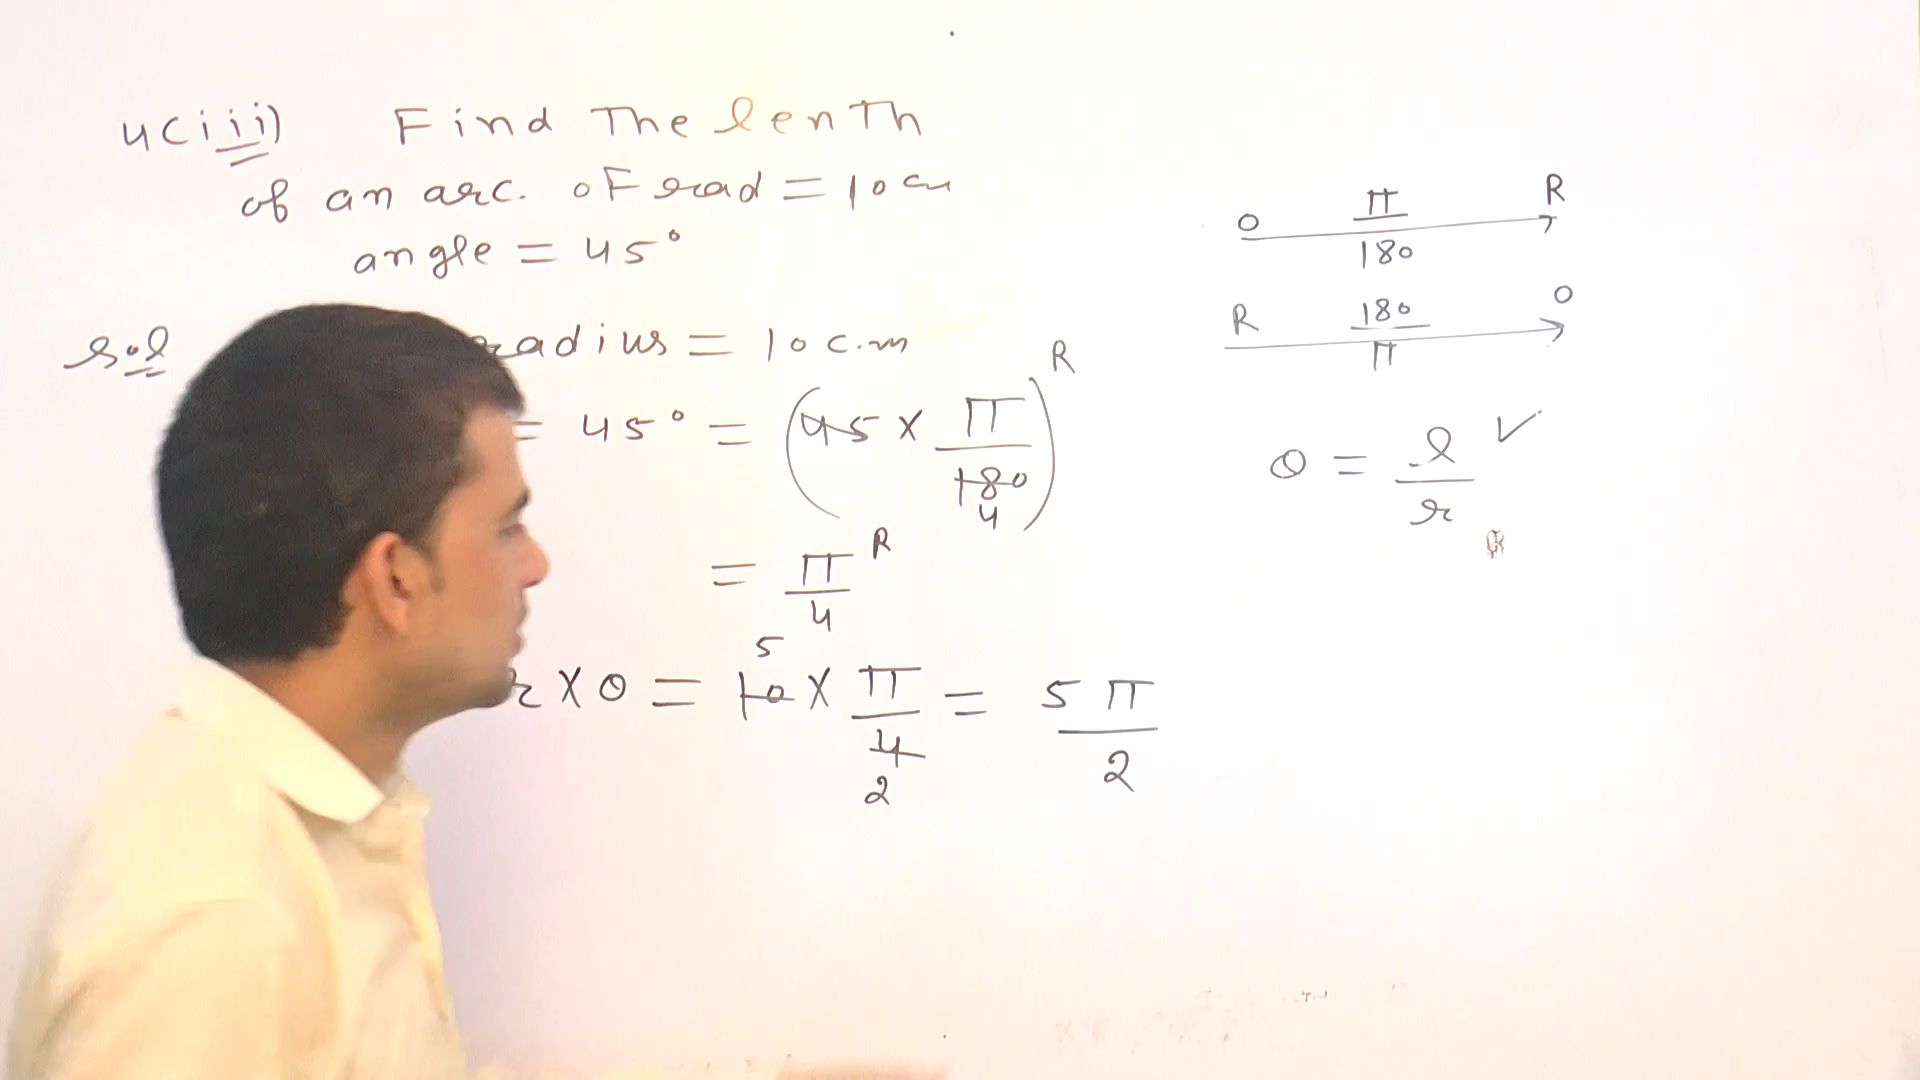 4(iii) Find The lenTh
of an arc. oF rad = 10 cm
angle = 45°
Sol radius = 10 c.m
= 45° = (45 × π/180)ᴿ
4
= π/4 ᴿ
5
r × θ = 10 × π/4 = 5π/2
2
0 π/180 R
R 180/π 0
θ = l/r ✓